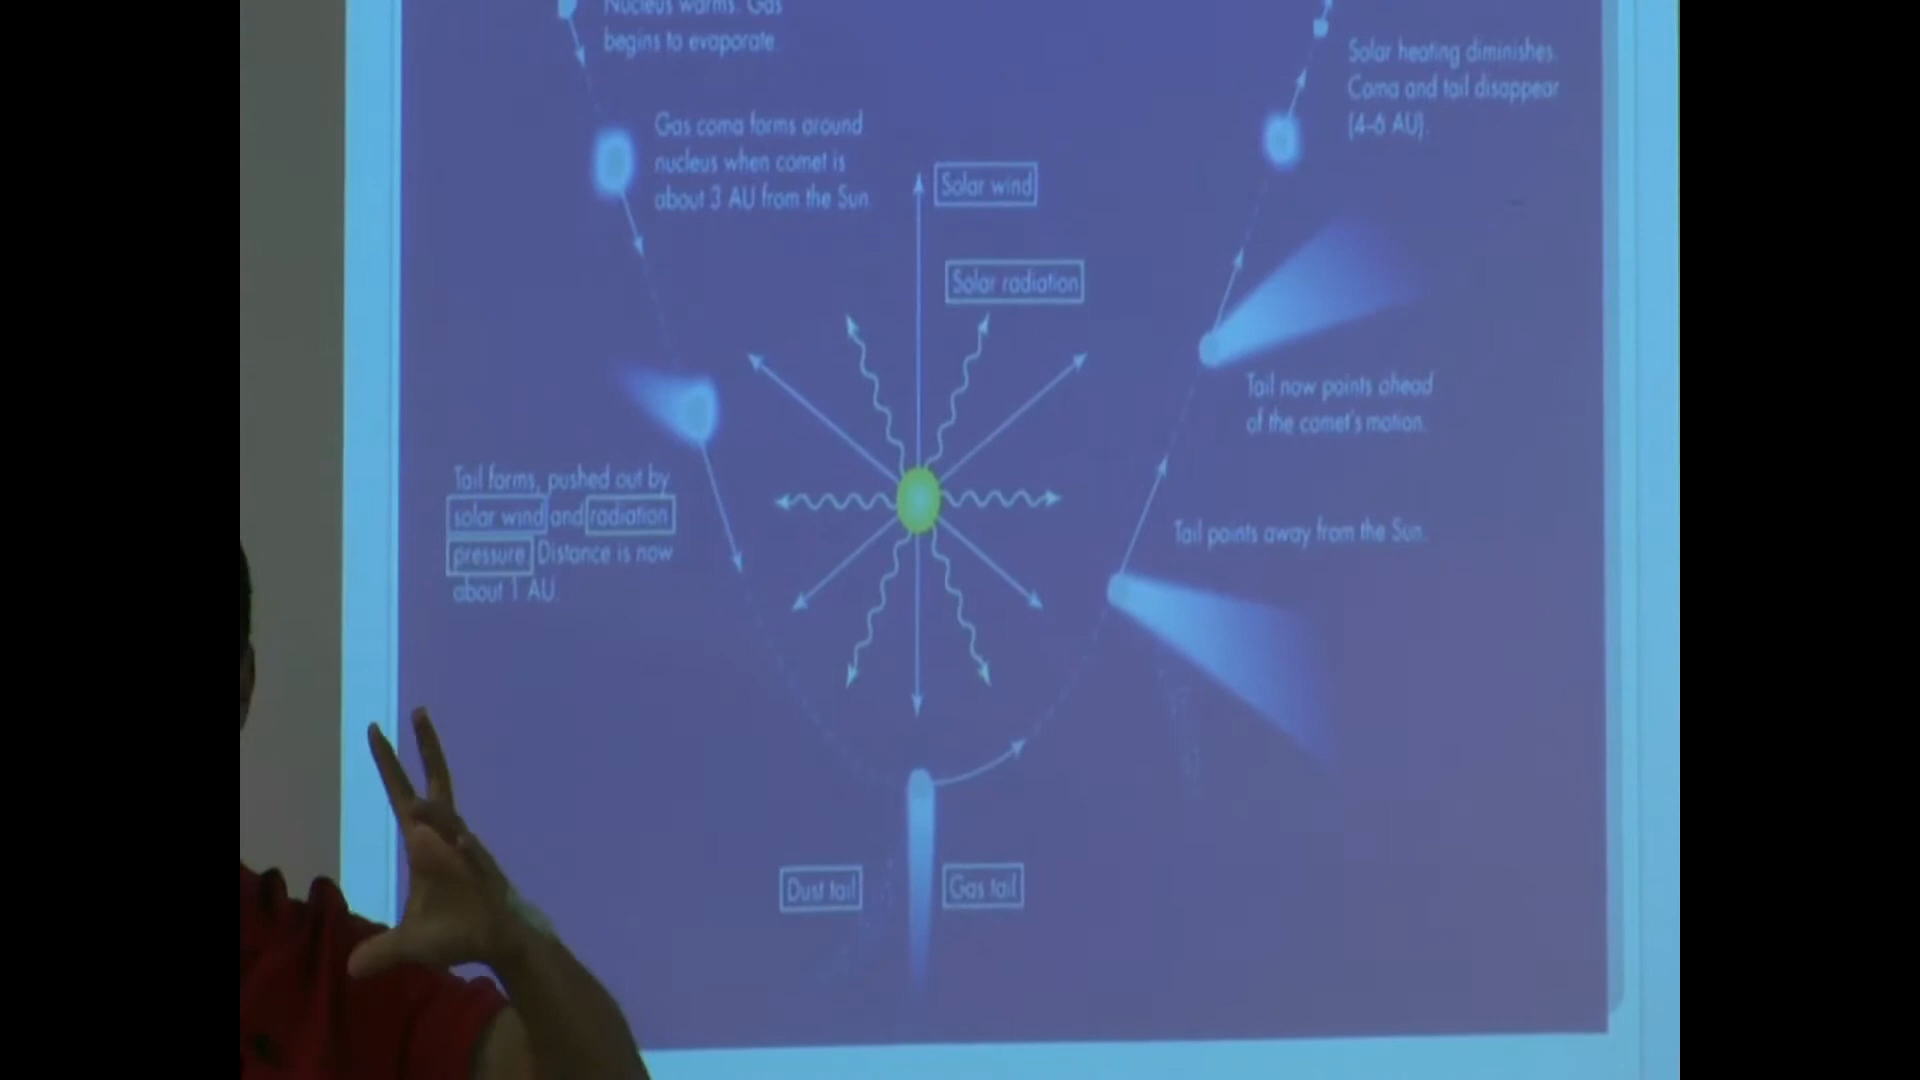 Nucleus warms. Gas
begins to evaporate.
Gas coma forms around
nucleus when comet is
about 3 AU from the Sun.
Solar heating diminishes.
Coma and tail disappear
(4–6 AU).
Solar wind
Solar radiation
Tail now points ahead
of the comet's motion.
Tail forms, pushed out by
solar wind and radiation
pressure. Distance is now
about 1 AU.
Tail points away from the Sun.
Dust tail
Gas tail